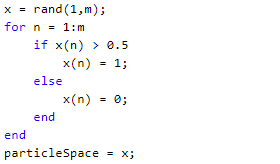 x = rand(1,m);
for n = 1:m
    if x(n) > 0.5
        x(n) = 1;
    else
        x(n) = 0;
    end
end
particleSpace = x;